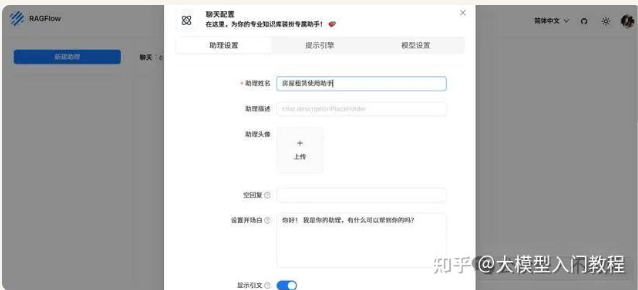 RAGFlow
简体中文
聊天配置
在这里，为你的专业知识库装扮专属助手！
新建助理
聊天
助理设置 提示引擎 模型设置
* 助理姓名 房屋租赁使用助手
助理描述 chat.descriptionPlaceholder
助理头像
+
上传
空回复
设置开场白 你好！ 我是你的助理，有什么可以帮到你的吗？
显示引文
知乎 @大模型入门教程